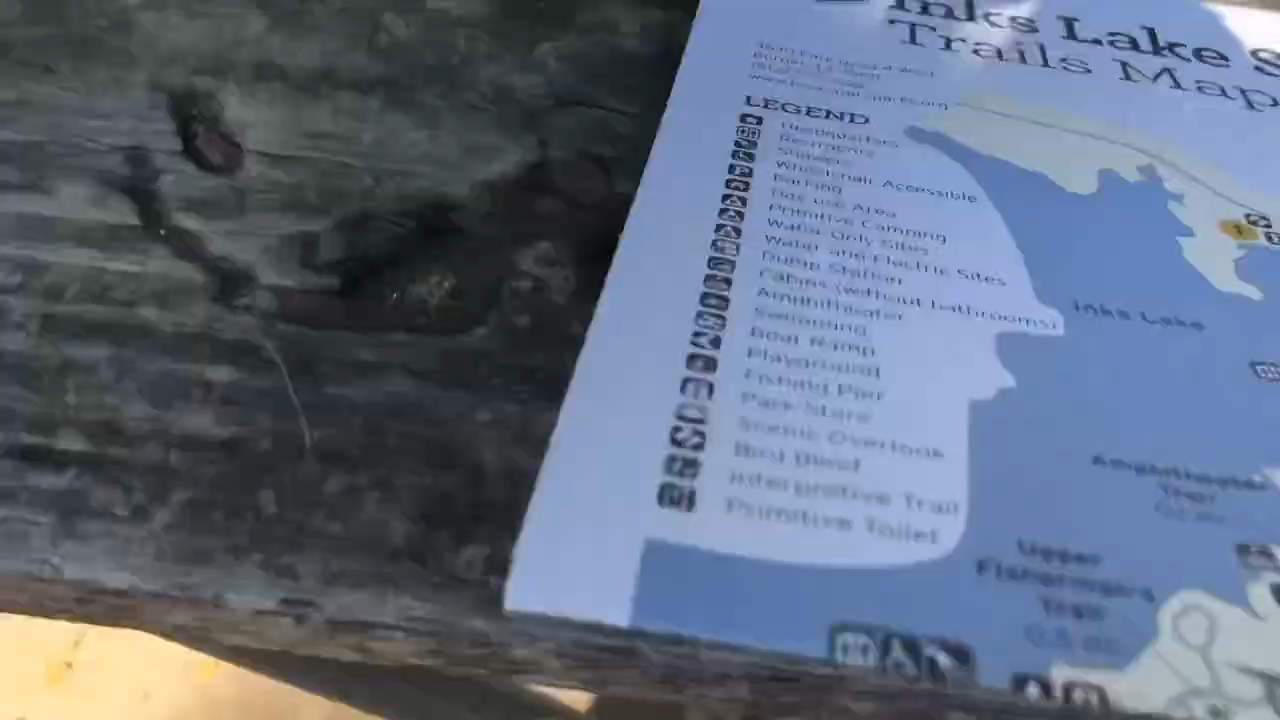 Inks Lake S
Trails Map
LEGEND
Headquarters
Restrooms
Showers
Wheelchair Accessible
Parking
Day use Area
Primitive Camping
Water Only Sites
Water and Electric Sites
Dump Station
Cabins (without bathrooms)
Amphitheater
Swimming
Boat Ramp
Playground
Fishing Pier
Park Store
Scenic Overlook
Bird Blind
Interpretive Trail
Primitive Toilet
Inks Lake
Amphitheater
Trail
Upper
Fisherman's
Trail